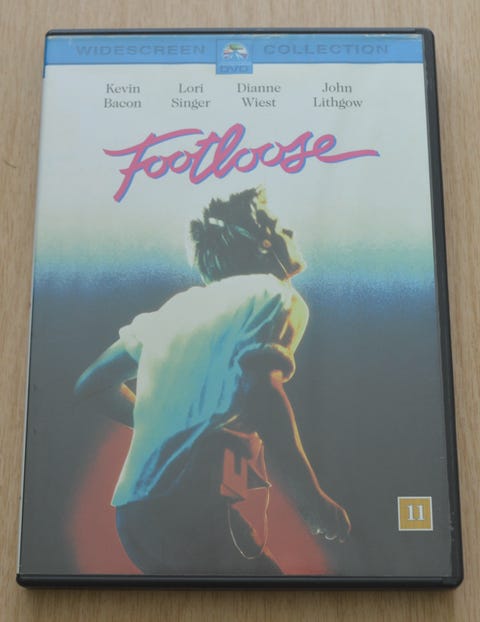 WIDESCREEN DVD COLLECTION
Kevin Lori Dianne John
Bacon Singer Wiest Lithgow
Footloose
11